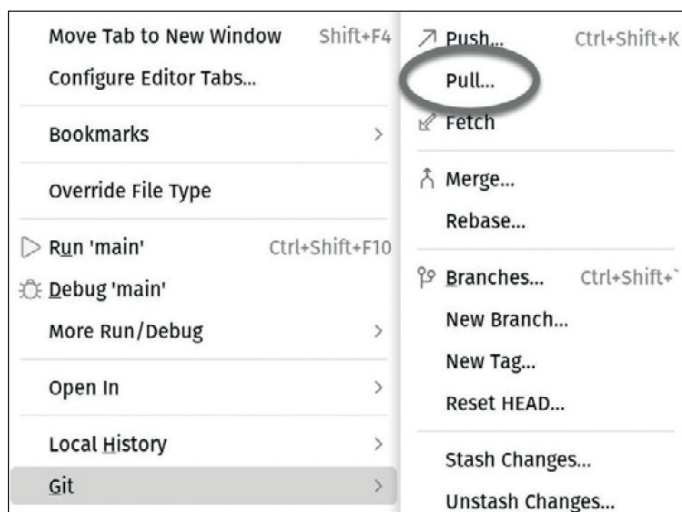 Move Tab to New Window Shift+F4
Configure Editor Tabs...
Bookmarks
Override File Type
Run 'main' Ctrl+Shift+F10
Debug 'main'
More Run/Debug
Open In
Local History
Git
Push... Ctrl+Shift+K
Pull...
Fetch
Merge...
Rebase...
Branches... Ctrl+Shift+`
New Branch...
New Tag...
Reset HEAD...
Stash Changes...
Unstash Changes...